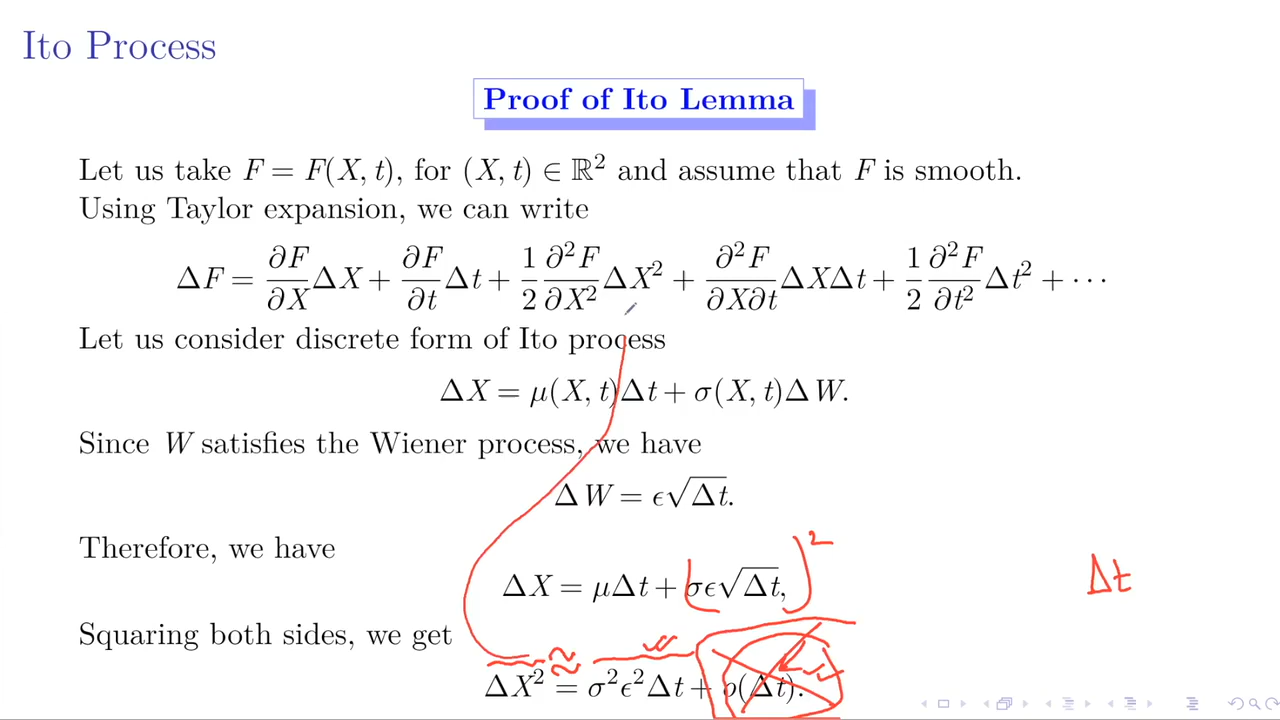 Ito Process
Proof of Ito Lemma
Let us take F = F(X, t), for (X, t) ∈ ℝ² and assume that F is smooth.
Using Taylor expansion, we can write
ΔF = ∂F/∂X ΔX + ∂F/∂t Δt + 1/2 ∂²F/∂X² ΔX² + ∂²F/∂X∂t ΔXΔt + 1/2 ∂²F/∂t² Δt² + ⋯
Let us consider discrete form of Ito process
ΔX = μ(X, t)Δt + σ(X, t)ΔW.
Since W satisfies the Wiener process, we have
ΔW = ϵ√Δt.
Therefore, we have
ΔX = μΔt + (σϵ√Δt,)²
Δt
Squaring both sides, we get
ΔX² = σ²ϵ²Δt + o(Δt).